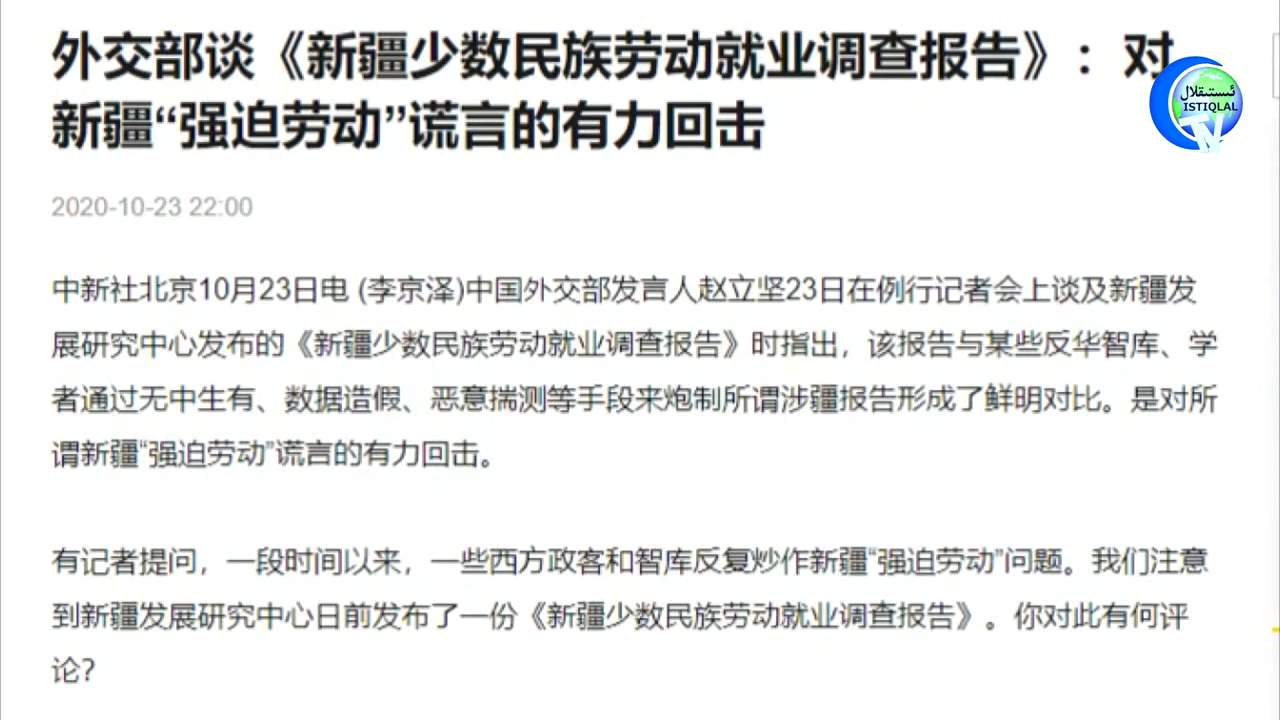 外交部谈《新疆少数民族劳动就业调查报告》：对
新疆“强迫劳动”谎言的有力回击
ئىستىقلال
ISTIQLAL
TV
2020-10-23 22:00
中新社北京10月23日电 (李京泽)中国外交部发言人赵立坚23日在例行记者会上谈及新疆发
展研究中心发布的《新疆少数民族劳动就业调查报告》时指出，该报告与某些反华智库、学
者通过无中生有、数据造假、恶意揣测等手段来炮制所谓涉疆报告形成了鲜明对比。是对所
谓新疆“强迫劳动”谎言的有力回击。
有记者提问，一段时间以来，一些西方政客和智库反复炒作新疆“强迫劳动”问题。我们注意
到新疆发展研究中心日前发布了一份《新疆少数民族劳动就业调查报告》。你对此有何评
论？